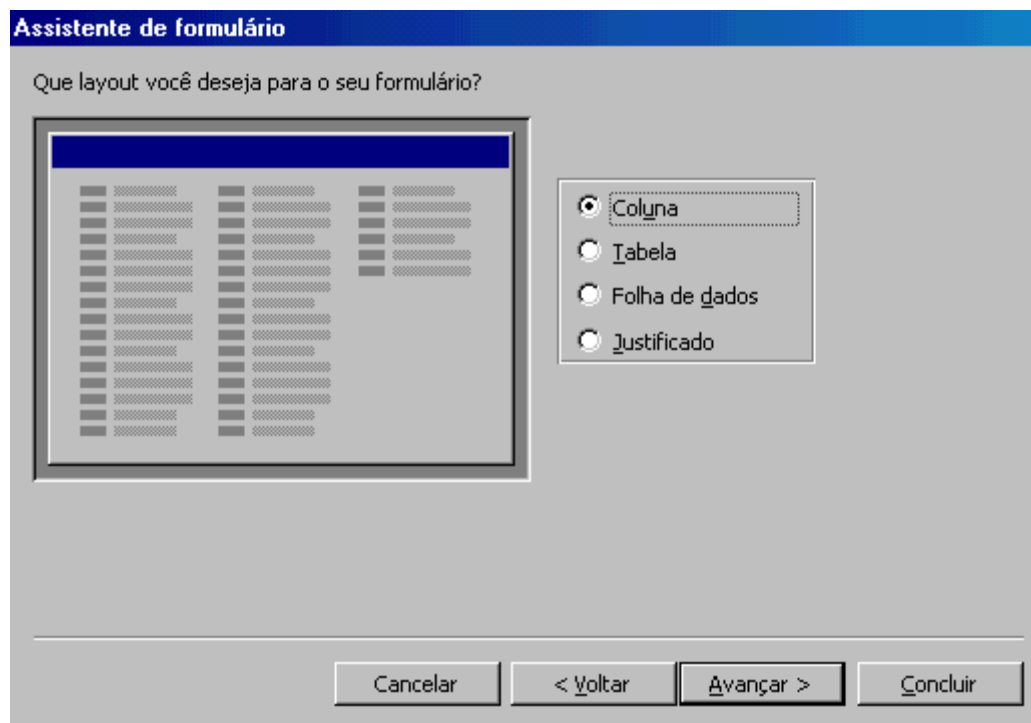 Assistente de formulário
Que layout você deseja para o seu formulário?
Coluna
Tabela
Folha de dados
Justificado
Cancelar
< Voltar
Avançar >
Concluir